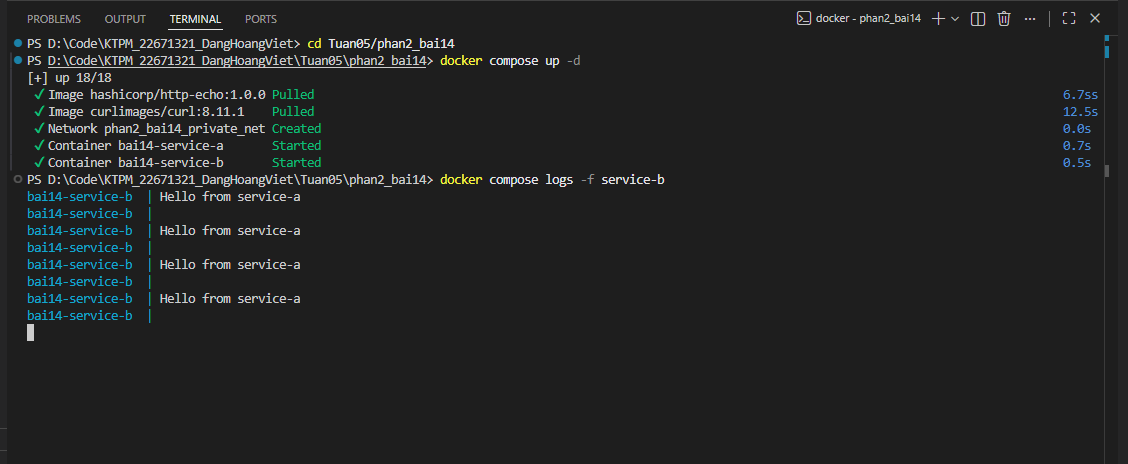 PROBLEMS OUTPUT TERMINAL PORTS docker - phan2_bai14
PS D:\Code\KTPM_22671321_DangHoangViet> cd Tuan05/phan2_bai14
PS D:\Code\KTPM_22671321_DangHoangViet\Tuan05\phan2_bai14> docker compose up -d
[+] up 18/18
✓ Image hashicorp/http-echo:1.0.0 Pulled 6.7ss
✓ Image curlimages/curl:8.11.1 Pulled 12.5s
✓ Network phan2_bai14_private_net Created 0.0s
✓ Container bai14-service-a Started 0.7s
✓ Container bai14-service-b Started 0.5s
PS D:\Code\KTPM_22671321_DangHoangViet\Tuan05\phan2_bai14> docker compose logs -f service-b
bai14-service-b | Hello from service-a
bai14-service-b |
bai14-service-b | Hello from service-a
bai14-service-b |
bai14-service-b | Hello from service-a
bai14-service-b |
bai14-service-b | Hello from service-a
bai14-service-b |